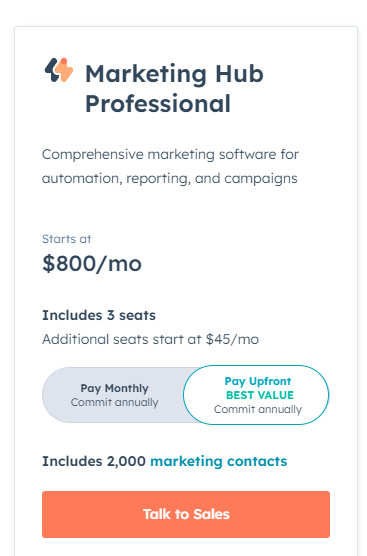 Marketing Hub
Professional
Comprehensive marketing software for
automation, reporting, and campaigns
Starts at
$800/mo
Includes 3 seats
Additional seats start at $45/mo
Pay Monthly
Commit annually
Pay Upfront
BEST VALUE
Commit annually
Includes 2,000 marketing contacts
Talk to Sales